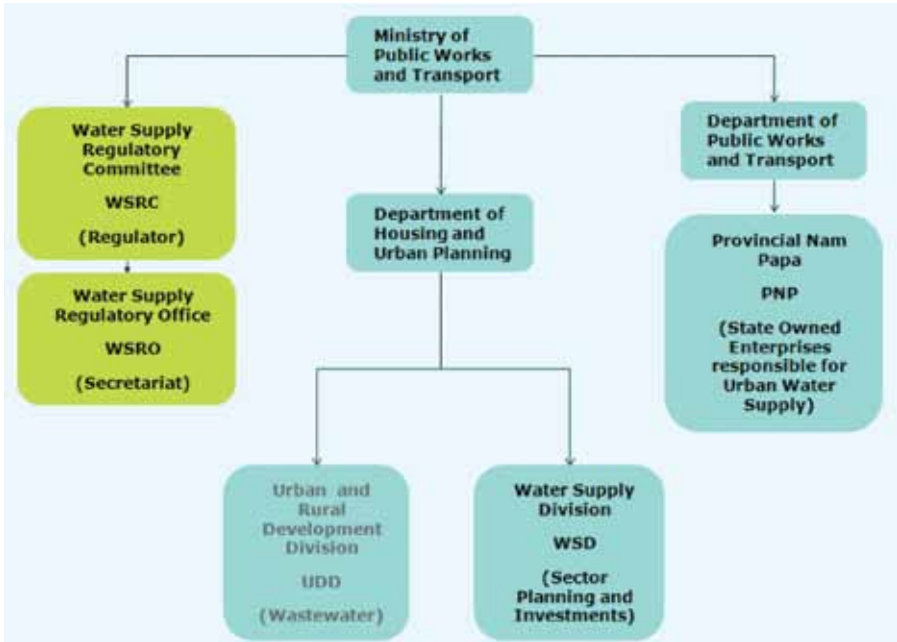 Ministry of
Public Works
and Transport
Water Supply
Regulatory
Committee
WSRC
(Regulator)
Water Supply
Regulatory Office
WSRO
(Secretariat)
Department of
Housing and
Urban Planning
Department of
Public Works
and Transport
Provincial Nam
Papa
PNP
(State Owned
Enterprises
responsible for
Urban Water
Supply)
Urban and
Rural
Development
Division
UDD
(Wastewater)
Water Supply
Division
WSD
(Sector
Planning and
Investments)